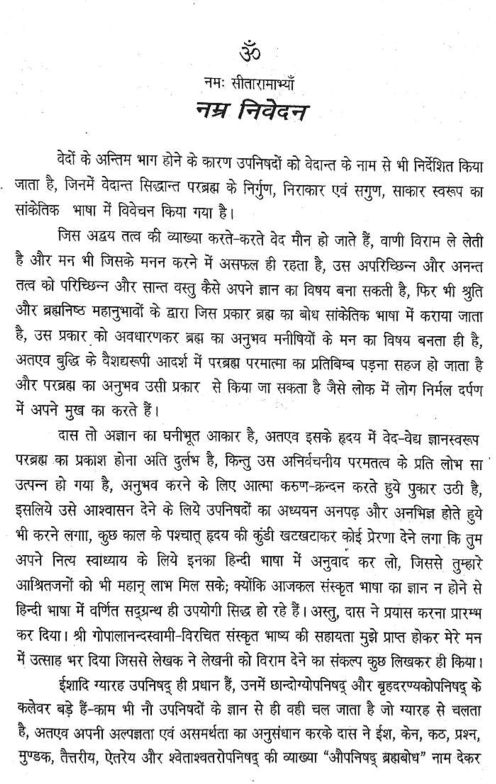 ॐ
नमः सीतारामाभ्याँ
नम्र निवेदन
वेदों के अन्तिम भाग होने के कारण उपनिषदों को वेदान्त के नाम से भी निर्देशित किया
जाता है, जिनमें वेदान्त सिद्धान्त परब्रह्म के निर्गुण, निराकार एवं सगुण, साकार स्वरूप का
सांकेतिक भाषा में विवेचन किया गया है।
जिस अद्वय तत्व की व्याख्या करते-करते वेद मौन हो जाते हैं, वाणी विराम ले लेती
है और मन भी जिसके मनन करने में असफल ही रहता है, उस अपरिच्छिन्न और अनन्त
तत्व को परिच्छिन्न और सान्त वस्तु कैसे अपने ज्ञान का विषय बना सकती है, फिर भी श्रुति
और ब्रह्मनिष्ठ महानुभावों के द्वारा जिस प्रकार ब्रह्म का बोध सांकेतिक भाषा में कराया जाता
है, उस प्रकार को अवधारणकर ब्रह्म का अनुभव मनीषियों के मन का विषय बनता ही है,
अतएव बुद्धि के वैशद्यरूपी आदर्श में परब्रह्म परमात्मा का प्रतिबिम्ब पड़ना सहज हो जाता है
और परब्रह्म का अनुभव उसी प्रकार से किया जा सकता है जैसे लोक में लोग निर्मल दर्पण
में अपने मुख का करते हैं।
दास तो अज्ञान का घनीभूत आकार है, अतएव इसके हृदय में वेद-वेद्य ज्ञानस्वरूप
परब्रह्म का प्रकाश होना अति दुर्लभ है, किन्तु उस अनिर्वचनीय परमतत्व के प्रति लोभ सा
उत्पन्न हो गया है, अनुभव करने के लिए आत्मा करुण-क्रन्दन करते हुये पुकार उठी है,
इसलिये उसे आश्वासन देने के लिये उपनिषदों का अध्ययन अनपढ़ और अनभिज्ञ होते हुये
भी करने लगाा, कुछ काल के पश्चात् हृदय की कुंडी खटखटाकर कोई प्रेरणा देने लगा कि तुम
अपने नित्य स्वाध्याय के लिये इनका हिन्दी भाषा में अनुवाद कर लो, जिससे तुम्हारे
आश्रितजनों को भी महान् लाभ मिल सके; क्योंकि आजकल संस्कृत भाषा का ज्ञान न होने से
हिन्दी भाषा में वर्णित सद्ग्रन्थ ही उपयोगी सिद्ध हो रहे हैं। अस्तु, दास ने प्रयास करना प्रारम्भ
कर दिया। श्री गोपालानन्दस्वामी-विरचित संस्कृत भाष्य की सहायता मुझे प्राप्त होकर मेरे मन
में उत्साह भर दिया जिससे लेखक ने लेखनी को विराम देने का संकल्प कुछ लिखकर ही किया।
ईशादि ग्यारह उपनिषद् ही प्रधान हैं, उनमें छान्दोग्योपनिषद् और बृहदरण्यकोपनिषद् के
कलेवर बड़े हैं-काम भी नौ उपनिषदों के ज्ञान से ही वही चल जाता है जो ग्यारह से चलता
है, अतएव अपनी अल्पज्ञता एवं असमर्थता का अनुसंधान करके दास ने ईश, केन, कठ, प्रश्न,
मुण्डक, तैत्तरीय, ऐतरेय और श्वेताश्वतरोपनिषद् की व्याख्या "औपनिषद् ब्रह्मबोध" नाम देकर